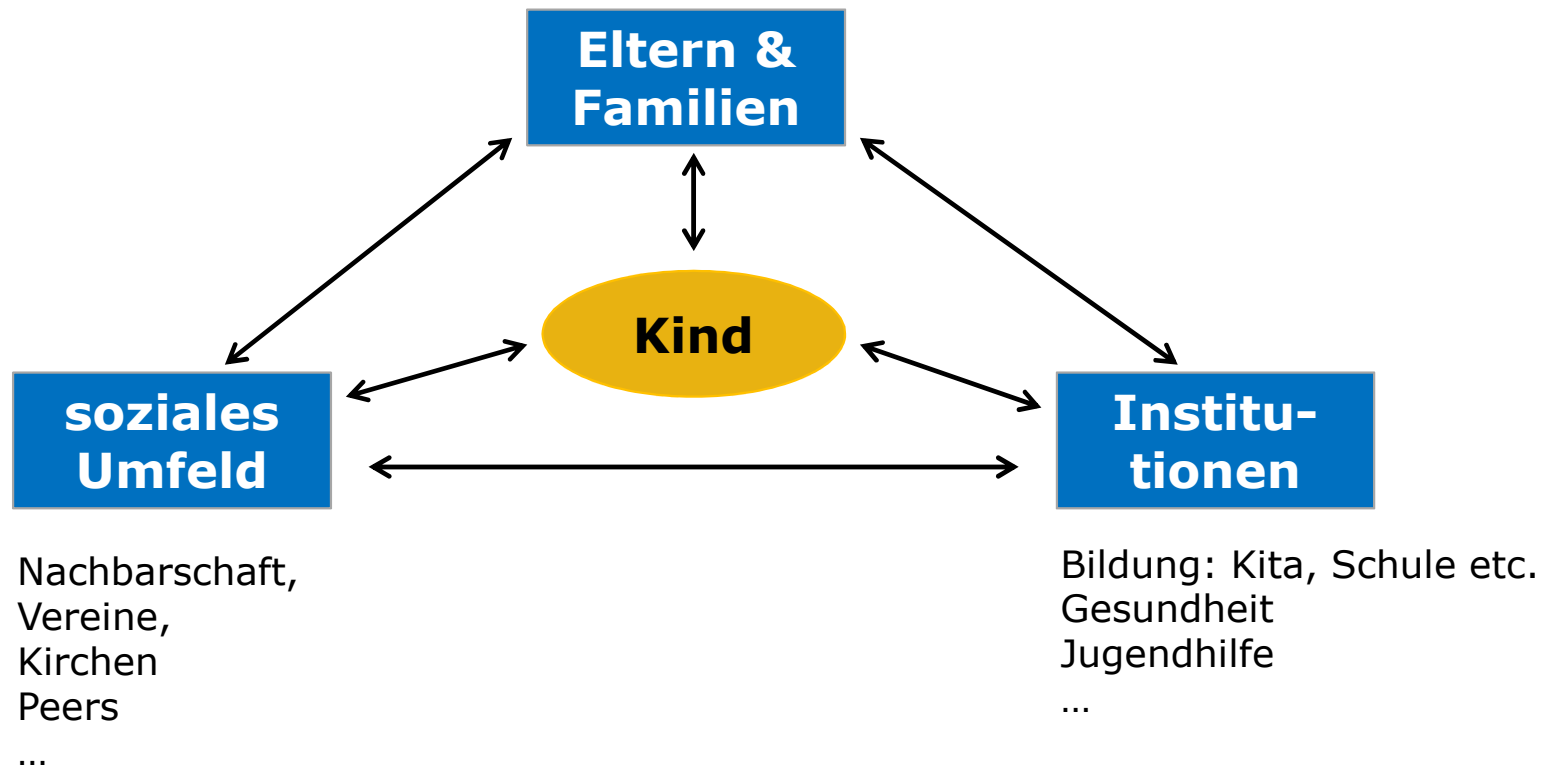 Eltern &
Familien
Kind
soziales
Umfeld
Institu-
tionen
Nachbarschaft,
Vereine,
Kirchen
Peers
…
Bildung: Kita, Schule etc.
Gesundheit
Jugendhilfe
…